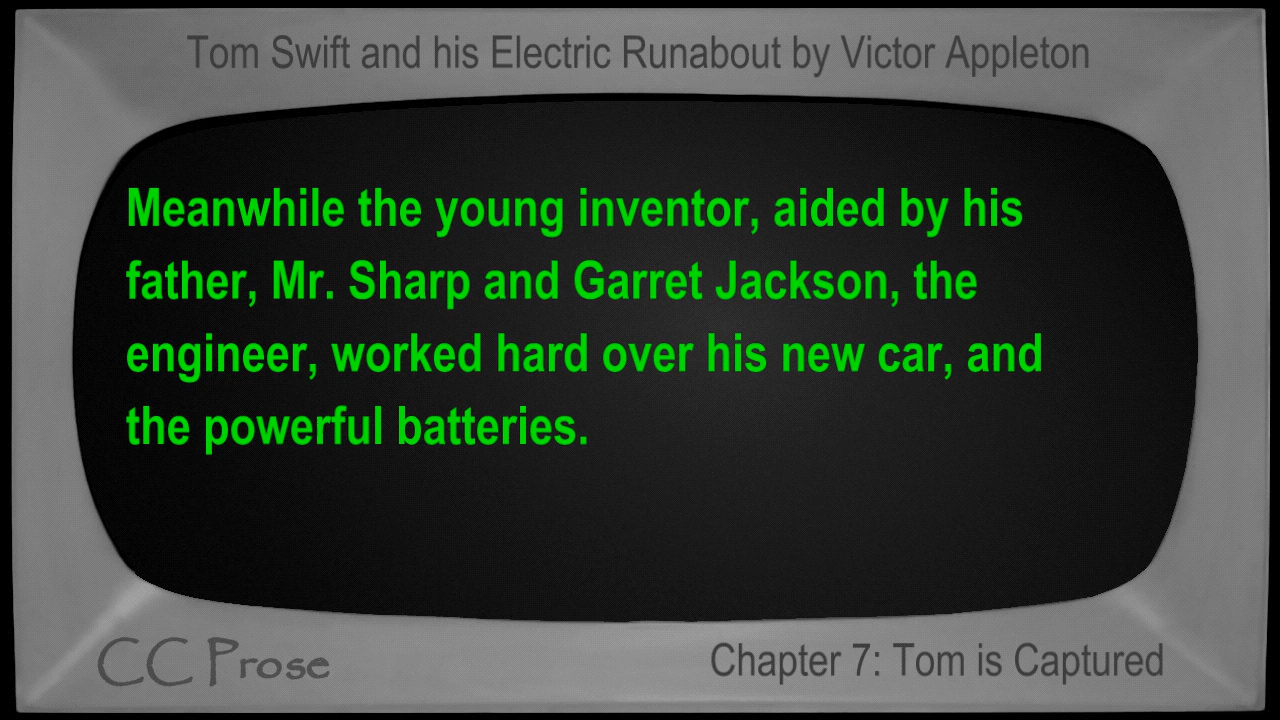 Tom Swift and his Electric Runabout by Victor Appleton
Meanwhile the young inventor, aided by his
father, Mr. Sharp and Garret Jackson, the
engineer, worked hard over his new car, and
the powerful batteries.
CC Prose
Chapter 7: Tom is Captured